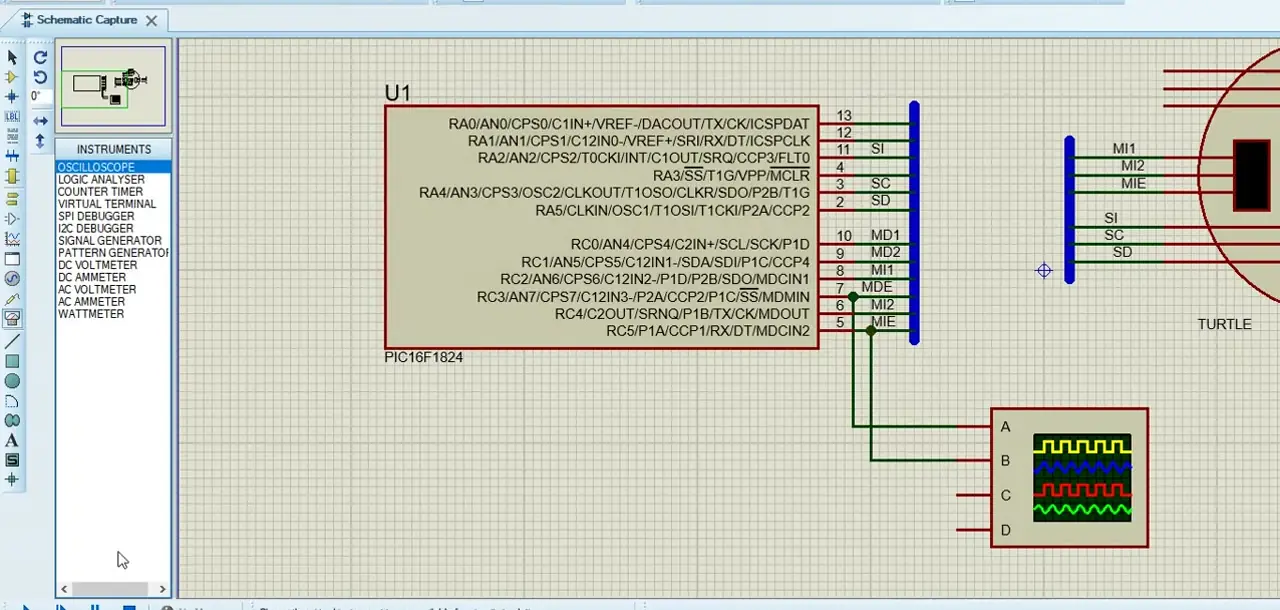 Schematic Capture
0°
LBL
INSTRUMENTS
OSCILLOSCOPE
LOGIC ANALYSER
COUNTER TIMER
VIRTUAL TERMINAL
SPI DEBUGGER
I2C DEBUGGER
SIGNAL GENERATOR
PATTERN GENERATO
DC VOLTMETER
DC AMMETER
AC VOLTMETER
AC AMMETER
WATTMETER
A
S
U1
RA0/AN0/CPS0/C1IN+/VREF-/DACOUT/TX/CK/ICSPDAT 13
RA1/AN1/CPS1/C12IN0-/VREF+/SRI/RX/DT/ICSPCLK 12
RA2/AN2/CPS2/T0CKI/INT/C1OUT/SRQ/CCP3/FLT0 11 SI
RA3/SS/T1G/VPP/MCLR 4
RA4/AN3/CPS3/OSC2/CLKOUT/T1OSO/CLKR/SDO/P2B/T1G 3 SC
RA5/CLKIN/OSC1/T1OSI/T1CKI/P2A/CCP2 2 SD
RC0/AN4/CPS4/C2IN+/SCL/SCK/P1D 10 MD1
RC1/AN5/CPS5/C12IN1-/SDA/SDI/P1C/CCP4 9 MD2
RC2/AN6/CPS6/C12IN2-/P1D/P2B/SDO/MDCIN1 8 MI1
RC3/AN7/CPS7/C12IN3-/P2A/CCP2/P1C/SS/MDMIN 7 MDE
RC4/C2OUT/SRNQ/P1B/TX/CK/MDOUT 6 MI2
RC5/P1A/CCP1/RX/DT/MDCIN2 5 MIE
PIC16F1824
MI1
MI2
MIE
SI
SC
SD
TURTLE
A
B
C
D